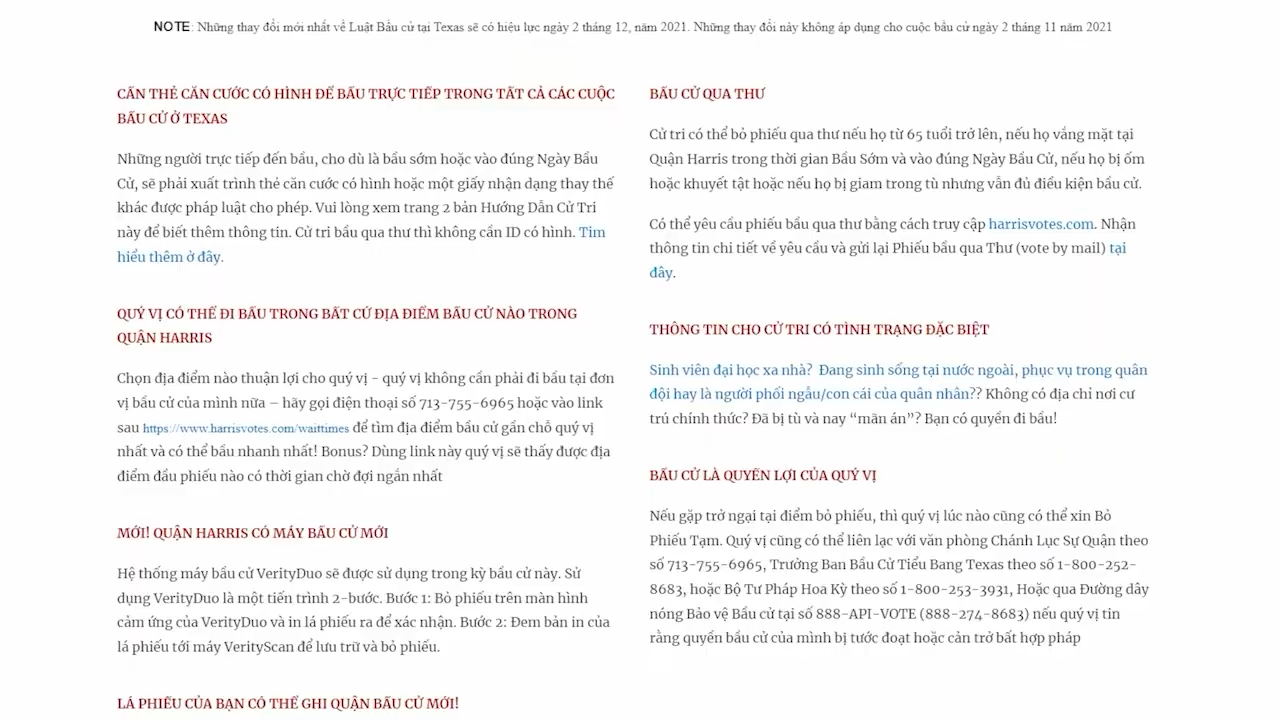 NOTE: Những thay đổi mới nhất về Luật Bầu cử tại Texas sẽ có hiệu lực ngày 2 tháng 12, năm 2021. Những thay đổi này không áp dụng cho cuộc bầu cử ngày 2 tháng 11 năm 2021
CẦN THẺ CĂN CƯỚC CÓ HÌNH ĐỂ BẦU TRỰC TIẾP TRONG TẤT CẢ CÁC CUỘC
BẦU CỬ Ở TEXAS
Những người trực tiếp đến bầu, cho dù là bầu sớm hoặc vào đúng Ngày Bầu
Cử, sẽ phải xuất trình thẻ căn cước có hình hoặc một giấy nhận dạng thay thế
khác được pháp luật cho phép. Vui lòng xem trang 2 bản Hướng Dẫn Cử Tri
này để biết thêm thông tin. Cử tri bầu qua thư thì không cần ID có hình. Tìm
hiểu thêm ở đây.
QUÝ VỊ CÓ THỂ ĐI BẦU TRONG BẤT CỨ ĐỊA ĐIỂM BẦU CỬ NÀO TRONG
QUẬN HARRIS
Chọn địa điểm nào thuận lợi cho quý vị - quý vị không cần phải đi bầu tại đơn
vị bầu cử của mình nữa – hãy gọi điện thoại số 713-755-6965 hoặc vào link
sau https://www.harrisvotes.com/waittimes để tìm địa điểm bầu cử gần chỗ quý vị
nhất và có thể bầu nhanh nhất! Bonus? Dùng link này quý vị sẽ thấy được địa
điểm đầu phiếu nào có thời gian chờ đợi ngắn nhất
MỚI! QUẬN HARRIS CÓ MÁY BẦU CỬ MỚI
Hệ thống máy bầu cử VerityDuo sẽ được sử dụng trong kỳ bầu cử này. Sử
dụng VerityDuo là một tiến trình 2-bước. Bước 1: Bỏ phiếu trên màn hình
cảm ứng của VerityDuo và in lá phiếu ra để xác nhận. Bước 2: Đem bản in của
lá phiếu tới máy VerityScan để lưu trữ và bỏ phiếu.
LÁ PHIẾU CỦA BẠN CÓ THỂ GHI QUẬN BẦU CỬ MỚI!
BẦU CỬ QUA THƯ
Cử tri có thể bỏ phiếu qua thư nếu họ từ 65 tuổi trở lên, nếu họ vắng mặt tại
Quận Harris trong thời gian Bầu Sớm và vào đúng Ngày Bầu Cử, nếu họ bị ốm
hoặc khuyết tật hoặc nếu họ bị giam trong tù nhưng vẫn đủ điều kiện bầu cử.
Có thể yêu cầu phiếu bầu qua thư bằng cách truy cập harrisvotes.com. Nhận
thông tin chi tiết về yêu cầu và gửi lại Phiếu bầu qua Thư (vote by mail) tại
đây.
THÔNG TIN CHO CỬ TRI CÓ TÌNH TRẠNG ĐẶC BIỆT
Sinh viên đại học xa nhà? Đang sinh sống tại nước ngoài, phục vụ trong quân
đội hay là người phối ngẫu/con cái của quân nhân?? Không có địa chỉ nơi cư
trú chính thức? Đã bị tù và nay “mãn án”? Bạn có quyền đi bầu!
BẦU CỬ LÀ QUYỀN LỢI CỦA QUÝ VỊ
Nếu gặp trở ngại tại điểm bỏ phiếu, thì quý vị lúc nào cũng có thể xin Bỏ
Phiếu Tạm. Quý vị cũng có thể liên lạc với văn phòng Chánh Lục Sự Quận theo
số 713-755-6965, Trưởng Ban Bầu Cử Tiểu Bang Texas theo số 1-800-252-
8683, hoặc Bộ Tư Pháp Hoa Kỳ theo số 1-800-253-3931, Hoặc qua Đường dây
nóng Bảo vệ Bầu cử tại số 888-API-VOTE (888-274-8683) nếu quý vị tin
rằng quyền bầu cử của mình bị tước đoạt hoặc cản trở bất hợp pháp